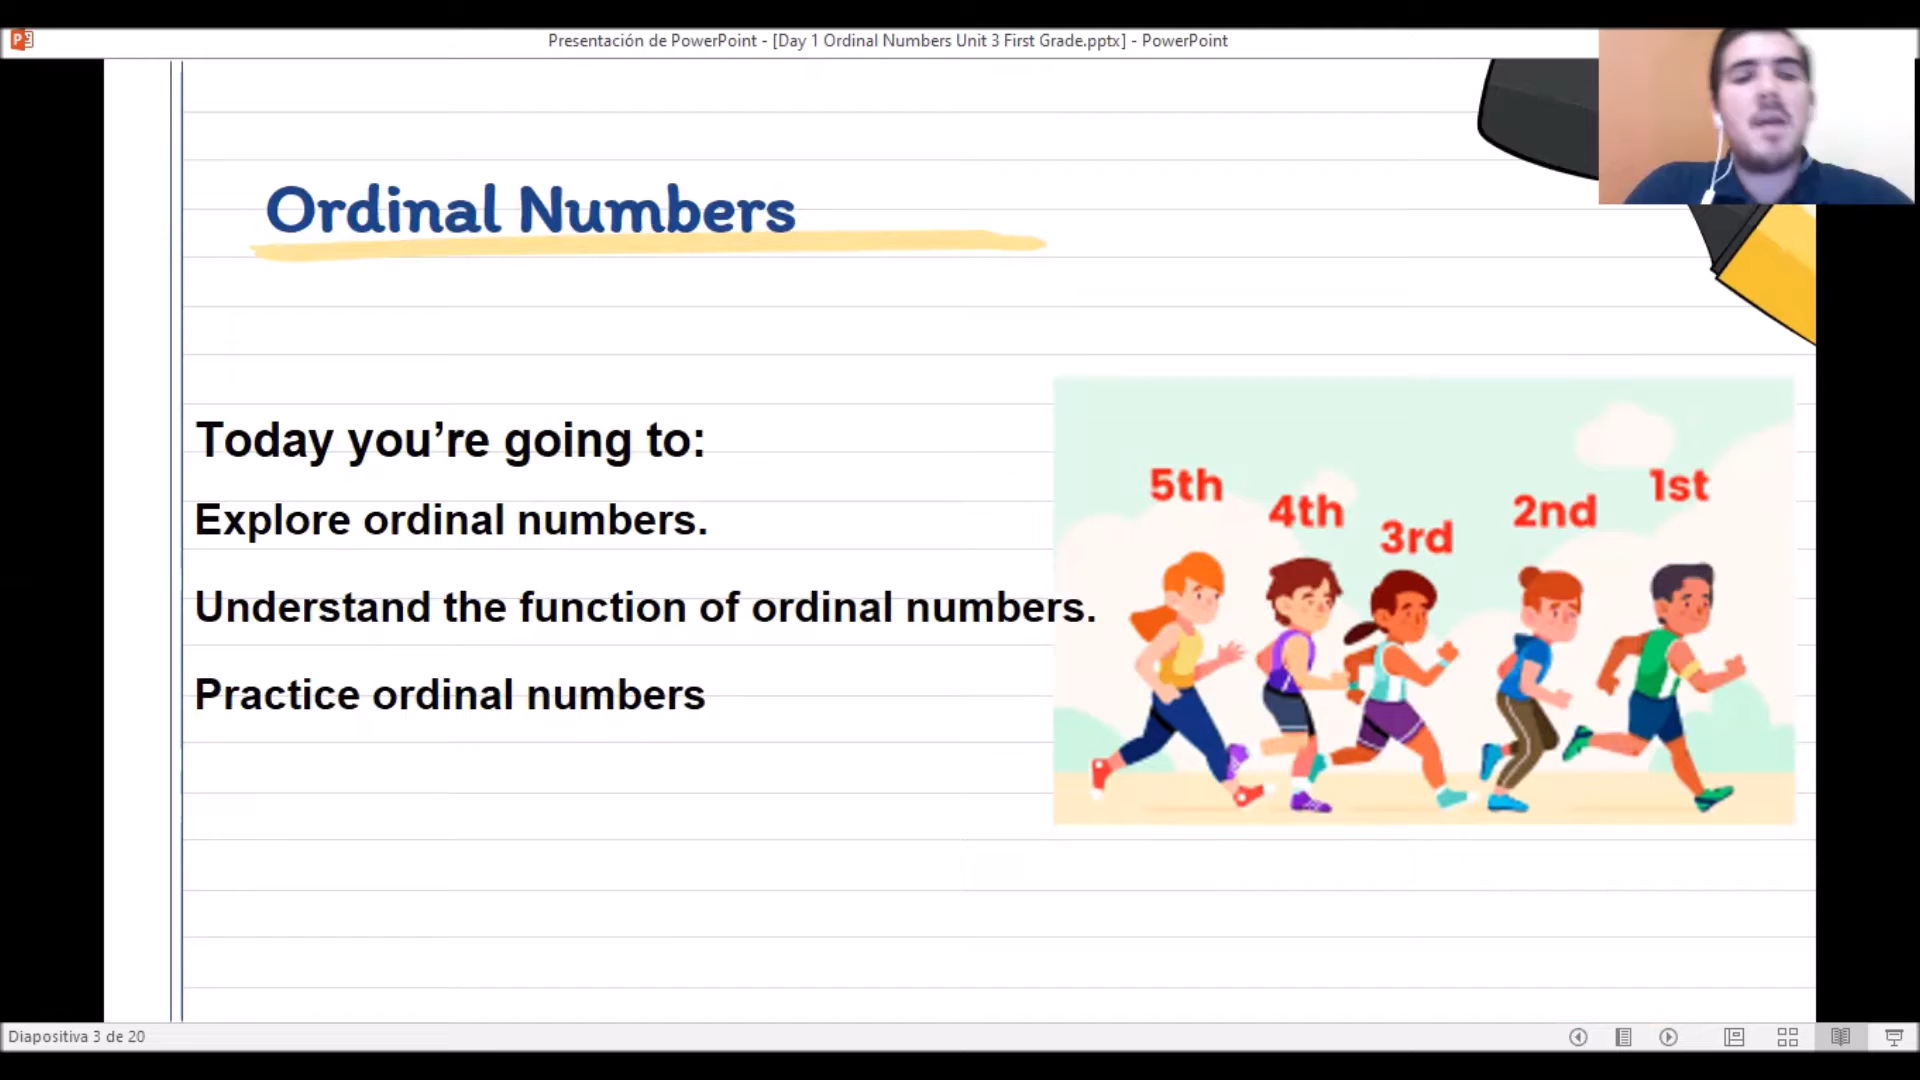 Presentación de PowerPoint - [Day 1 Ordinal Numbers Unit 3 First Grade.pptx] - PowerPoint
Ordinal Numbers
Today you’re going to:
Explore ordinal numbers.
Understand the function of ordinal numbers.
Practice ordinal numbers
5th
4th
3rd
2nd
1st
Diapositiva 3 de 20